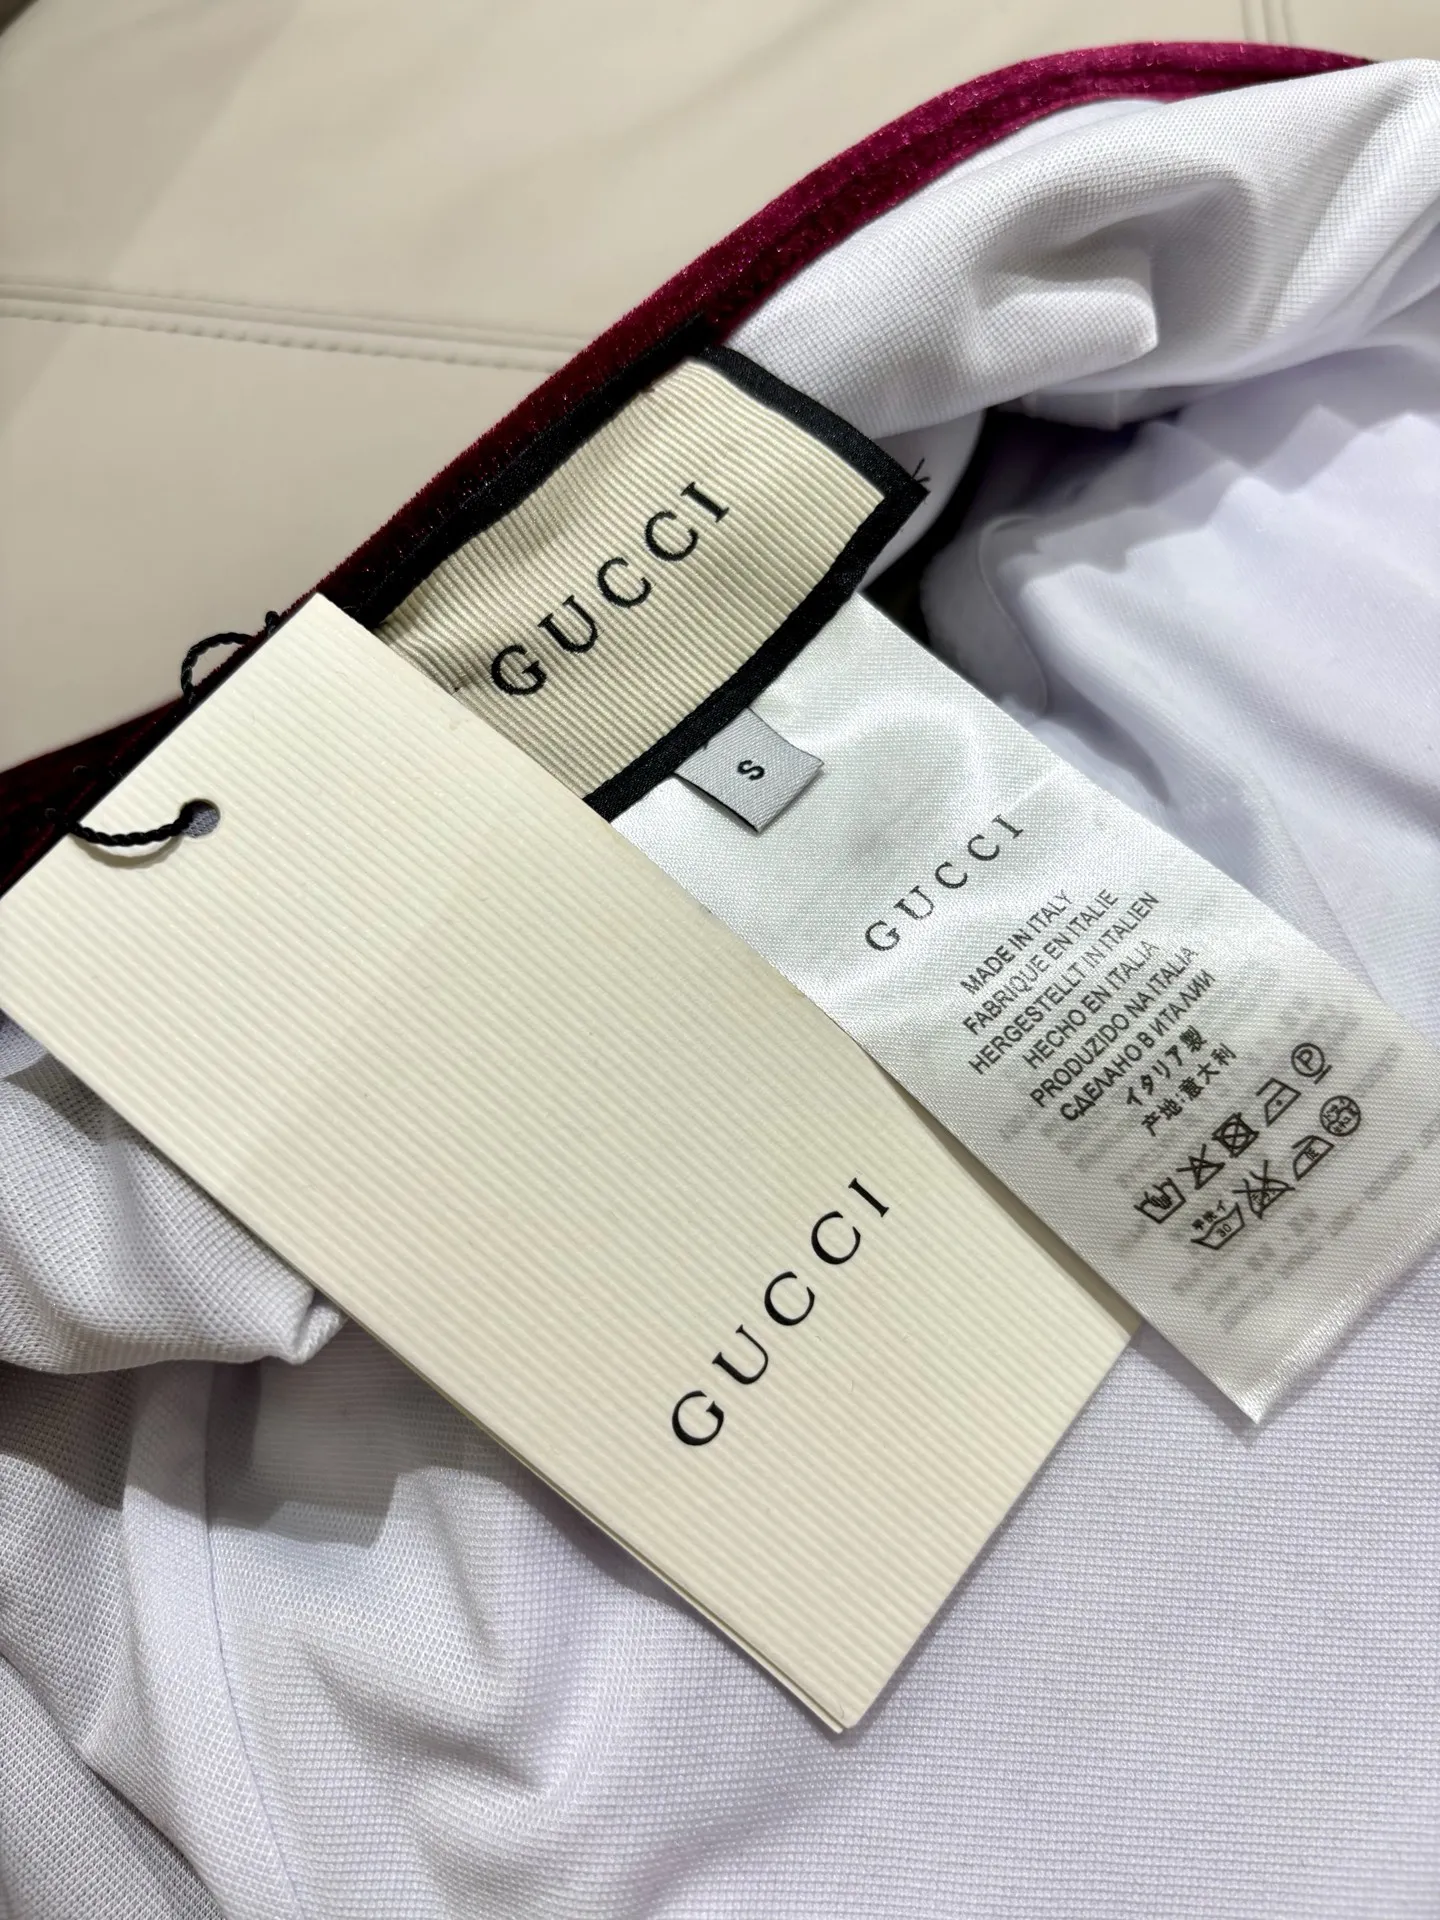 GUCCI
S
GUCCI
MADE IN ITALY
FABRIQUE EN ITALIE
HERGESTELLT IN ITALIEN
HECHO EN ITALIA
PRODUZIDO NA ITALIA
СДЕЛАНО В ИТАЛИИ
イタリア製
产地:意大利
P
30
GUCCI